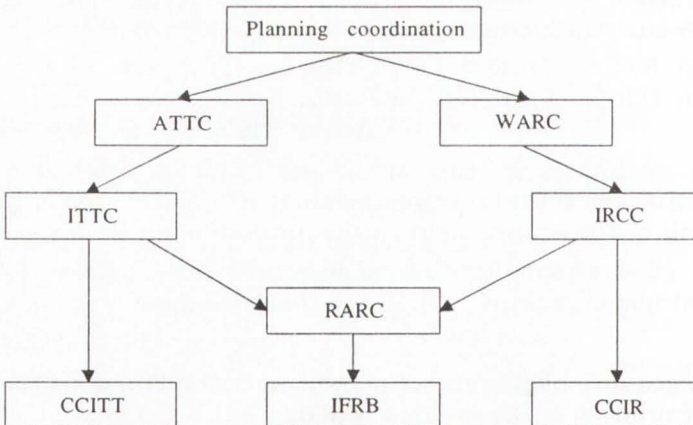 Planning coordination
ATTC
WARC
ITTC
IRCC
RARC
CCITT
IFRB
CCIR